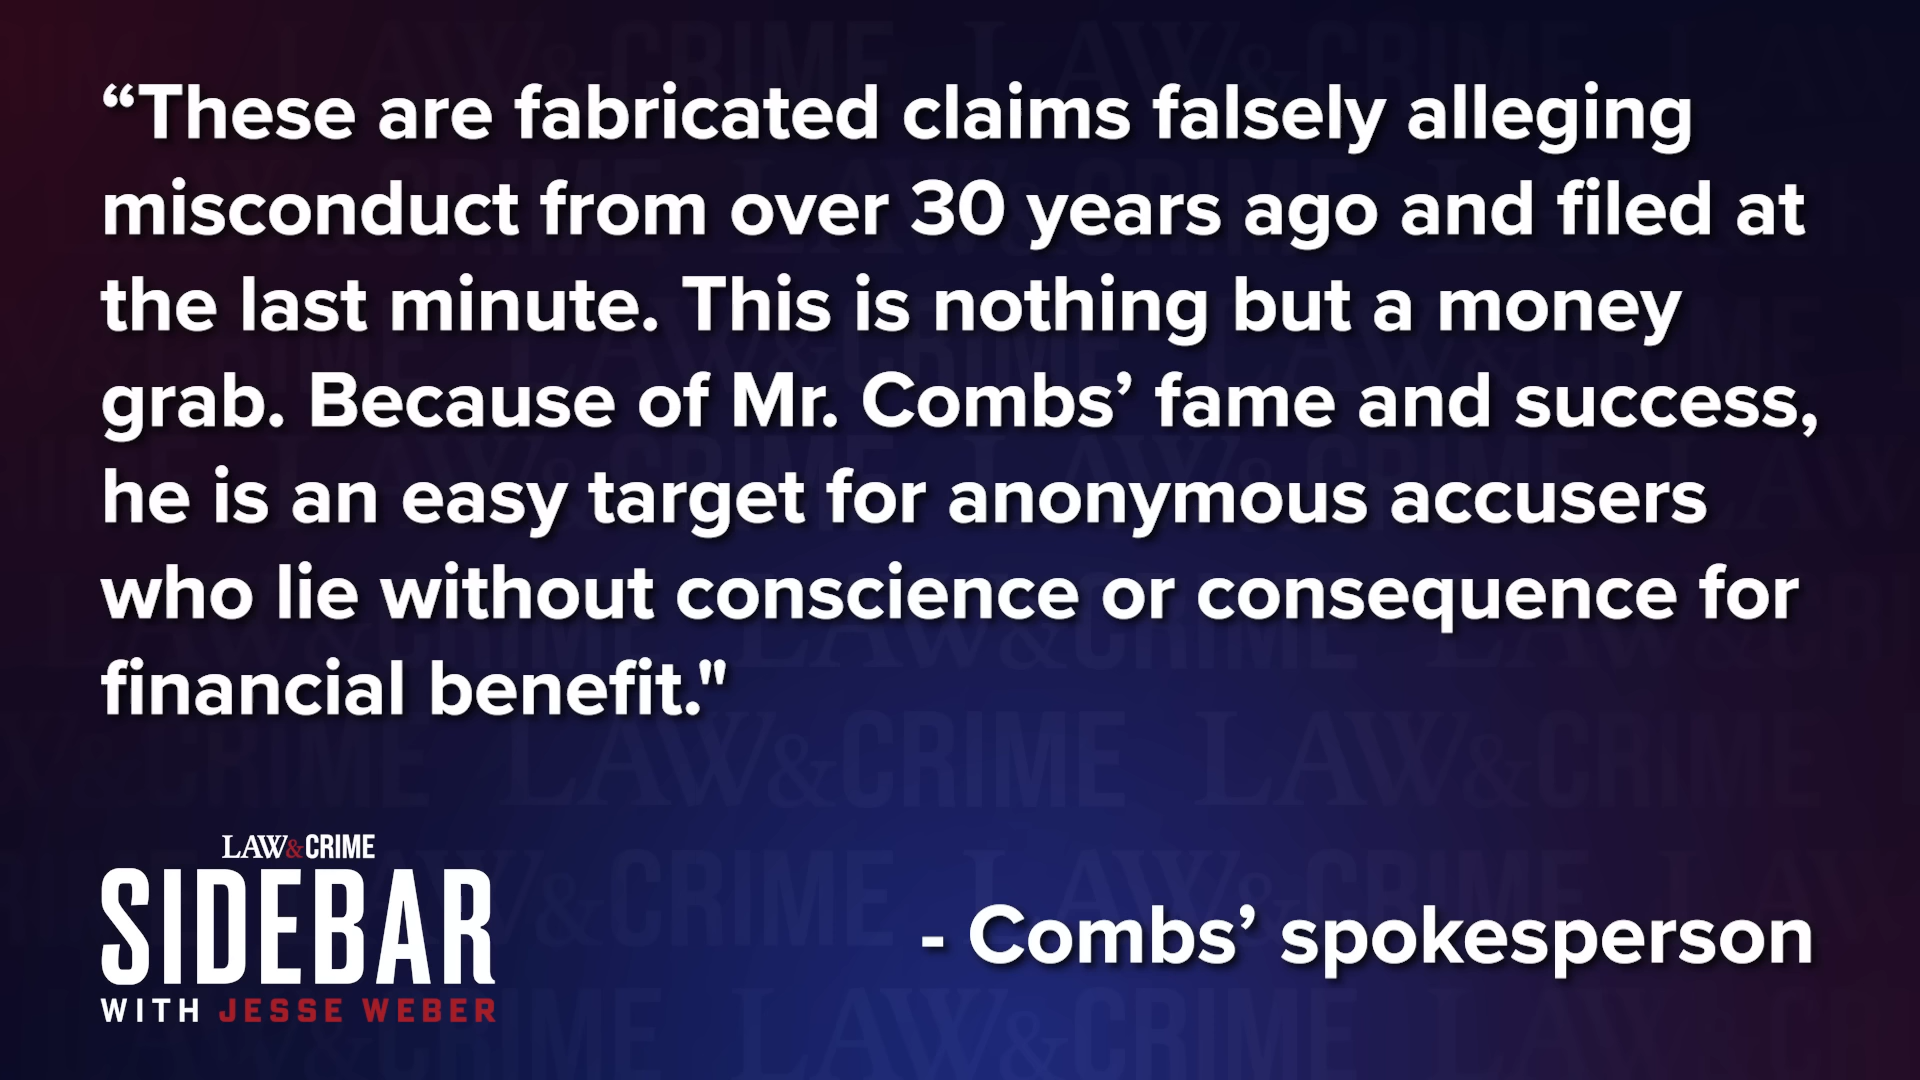 “These are fabricated claims falsely alleging
misconduct from over 30 years ago and filed at
the last minute. This is nothing but a money
grab. Because of Mr. Combs’ fame and success,
he is an easy target for anonymous accusers
who lie without conscience or consequence for
financial benefit."
LAW&CRIME
SIDEBAR
WITH JESSE WEBER
- Combs’ spokesperson